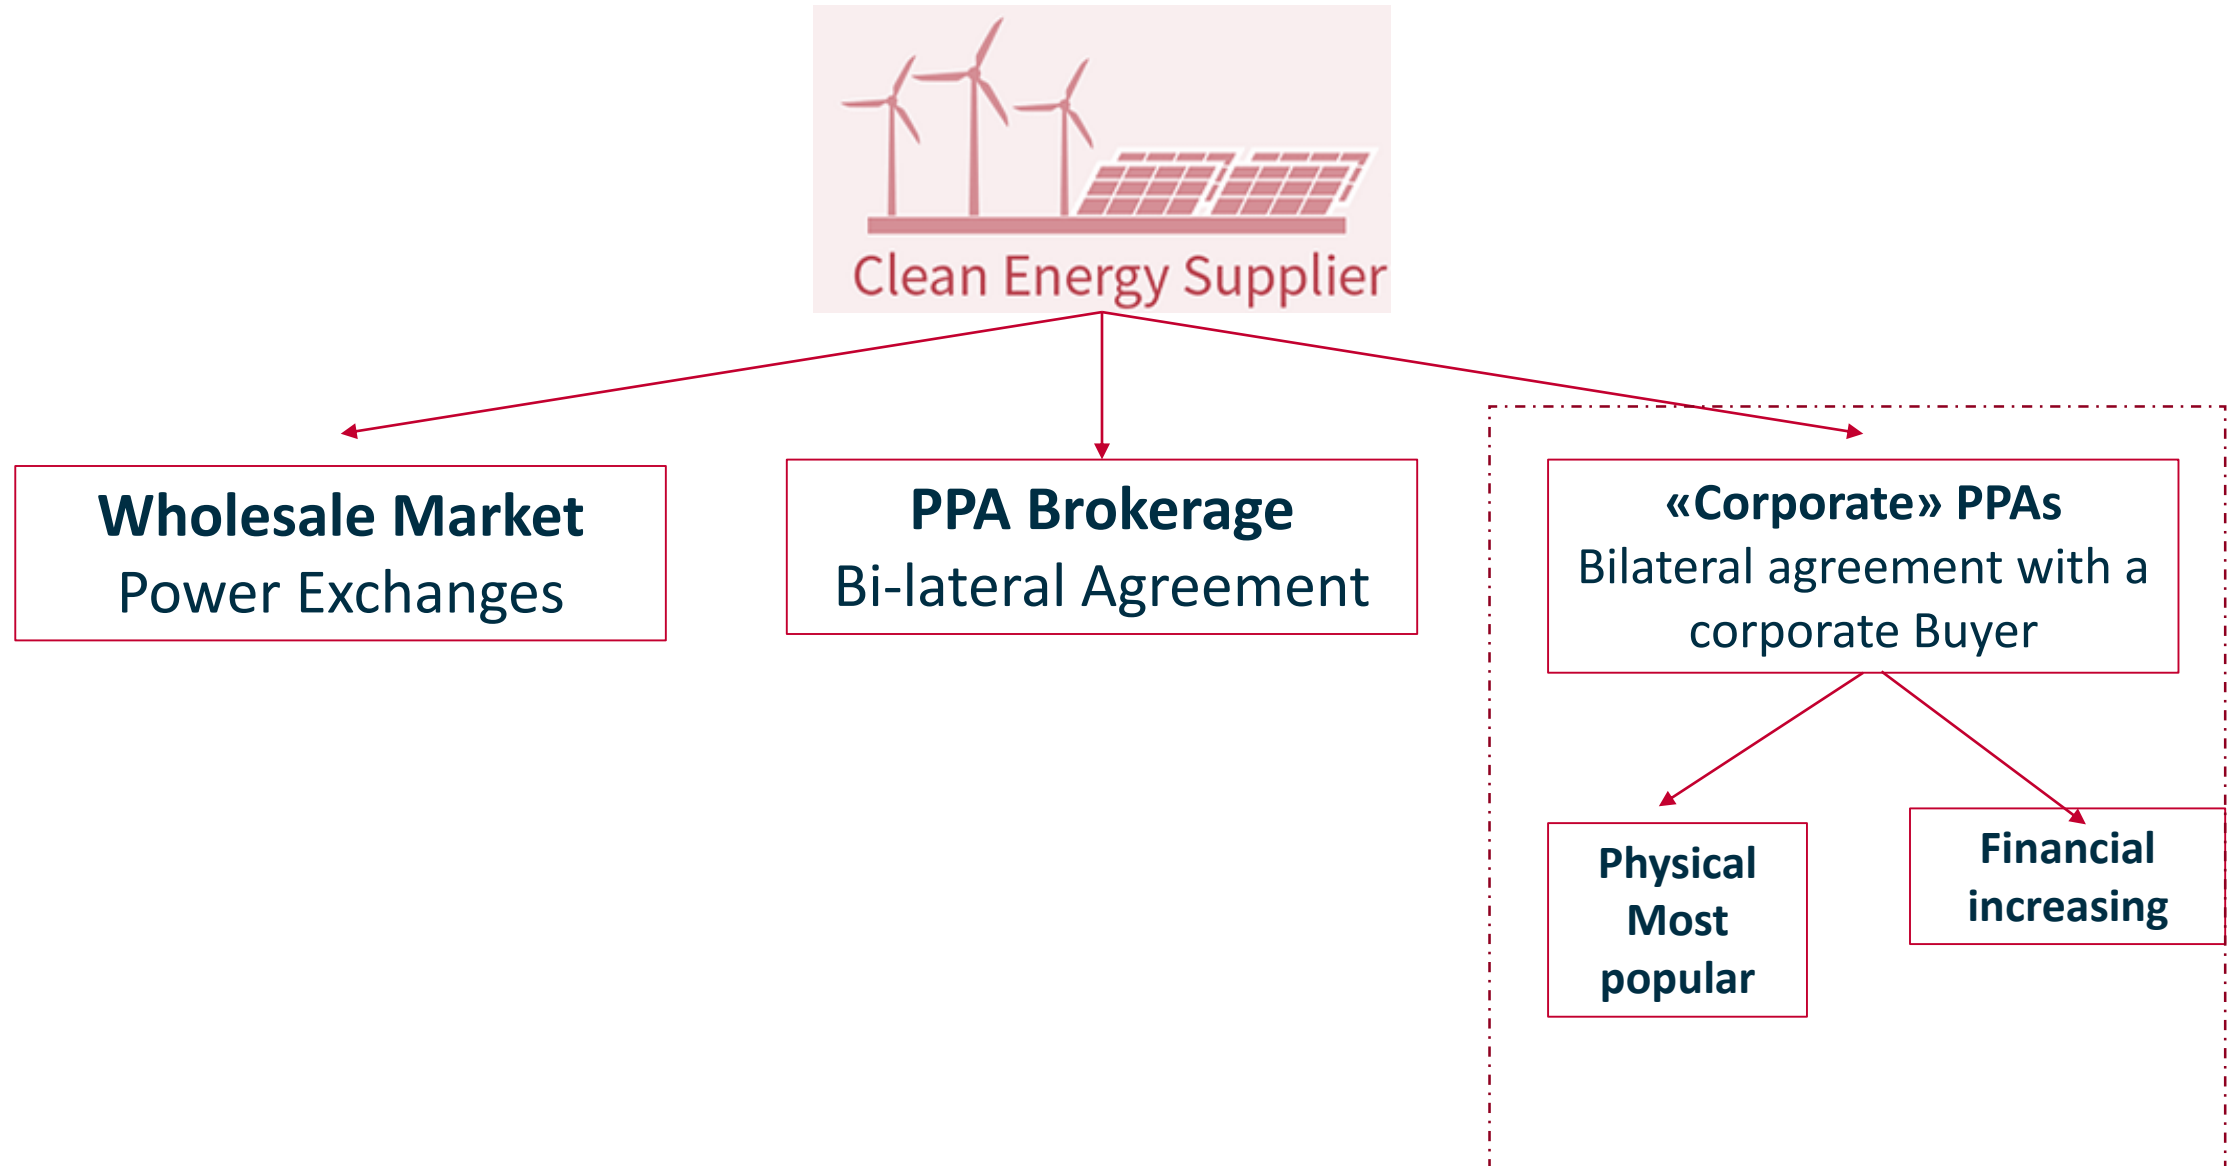 Clean Energy Supplier
Wholesale Market
Power Exchanges
PPA Brokerage
Bi-lateral Agreement
«Corporate» PPAs
Bilateral agreement with a
corporate Buyer
Physical
Most
popular
Financial
increasing